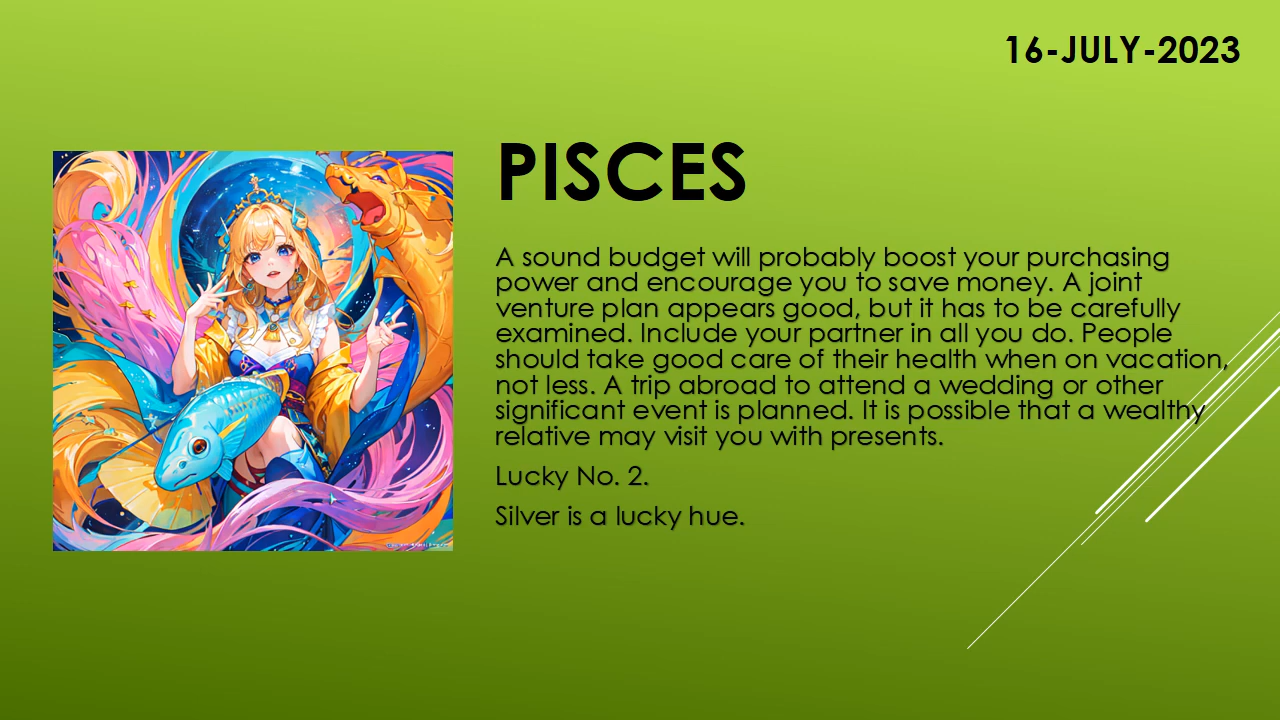 16-JULY-2023
PISCES
A sound budget will probably boost your purchasing
power and encourage you to save money. A joint
venture plan appears good, but it has to be carefully
examined. Include your partner in all you do. People
should take good care of their health when on vacation,
not less. A trip abroad to attend a wedding or other
significant event is planned. It is possible that a wealthy
relative may visit you with presents.
Lucky No. 2.
Silver is a lucky hue.